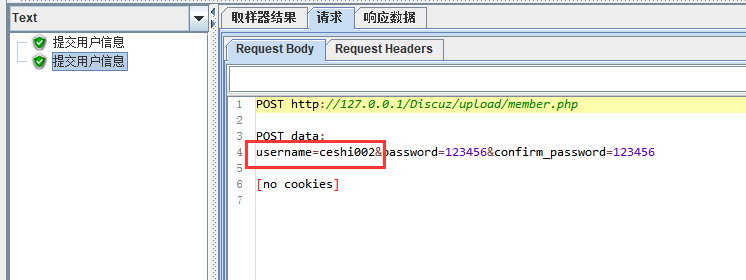 Text
提交用户信息
提交用户信息
取样器结果 请求 响应数据
Request Body Request Headers
1 POST http://127.0.0.1/Discuz/upload/member.php
2
3 POST data:
4 username=ceshi002&password=123456&confirm_password=123456
5
6 [no cookies]
7